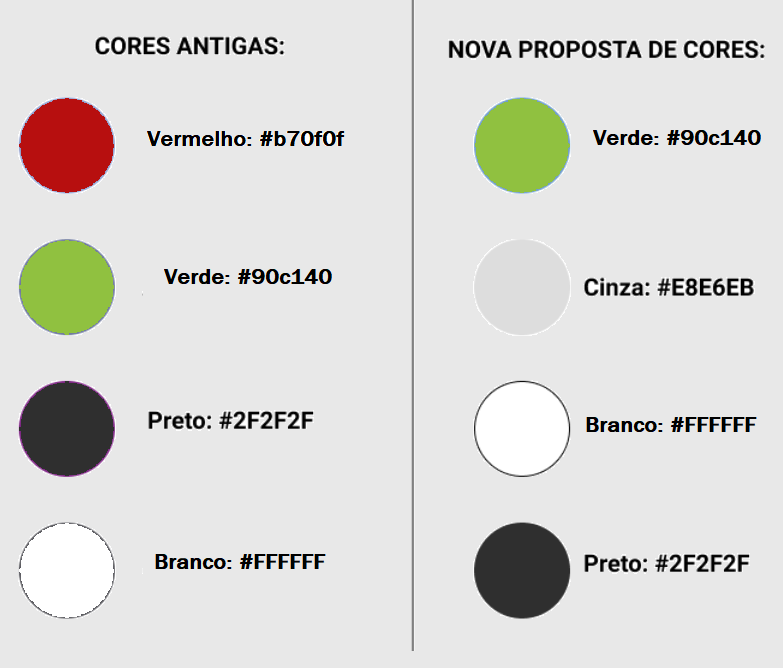 CORES ANTIGAS:
Vermelho: #b70f0f
Verde: #90c140
Preto: #2F2F2F
Branco: #FFFFFF
NOVA PROPOSTA DE CORES:
Verde: #90c140
Cinza: #E8E6EB
Branco: #FFFFFF
Preto: #2F2F2F